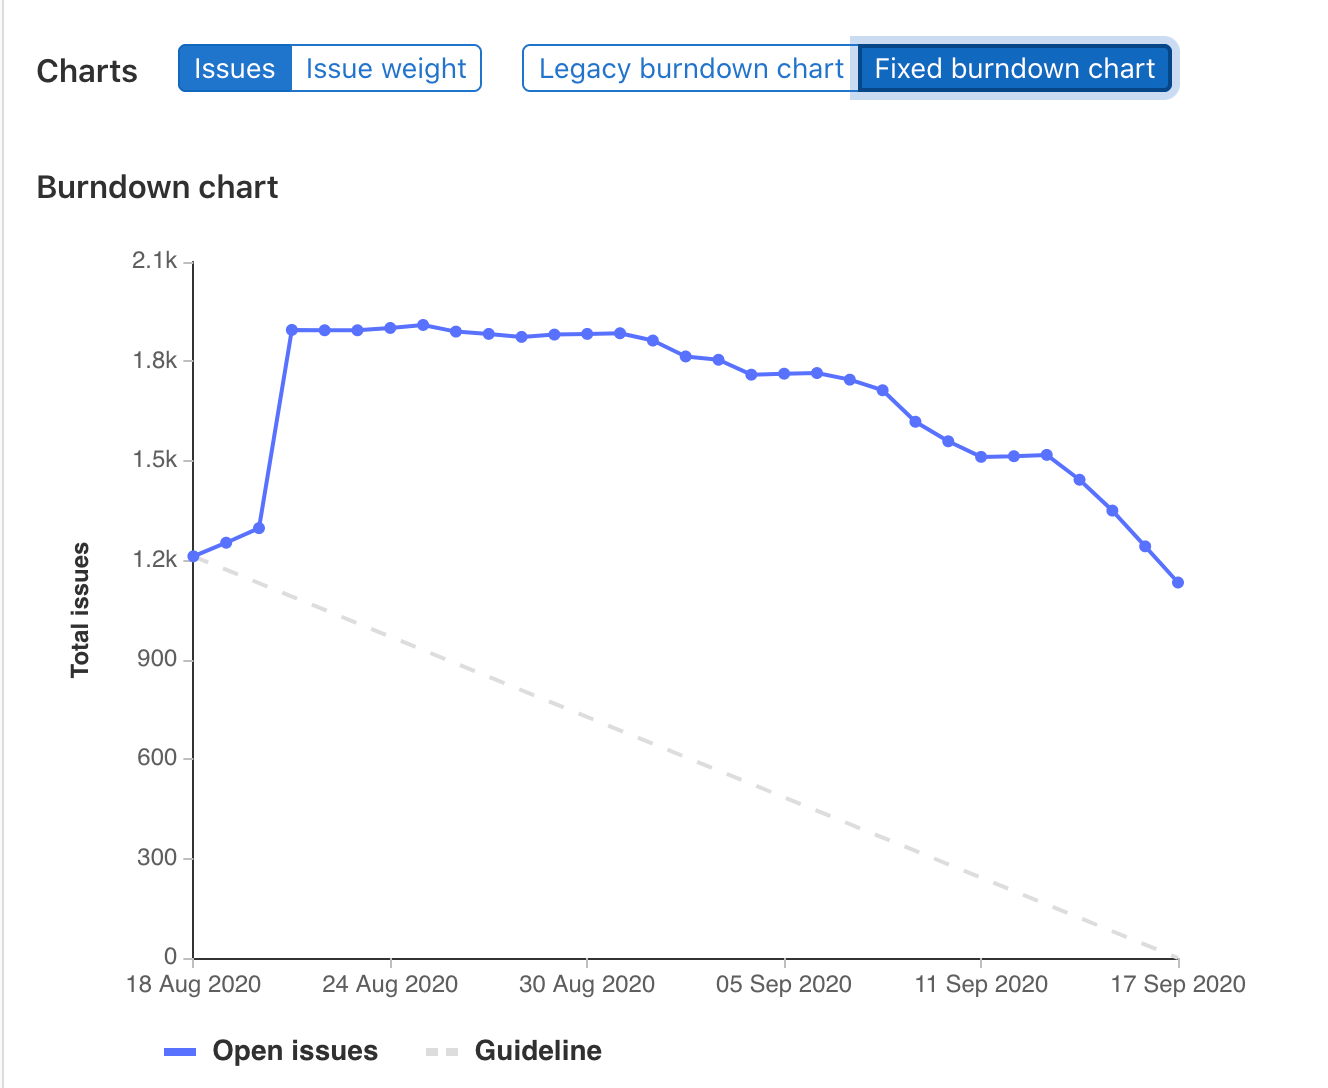 Charts Issues Issue weight Legacy burndown chart Fixed burndown chart
Burndown chart
2.1k
1.8k
1.5k
1.2k
900
600
300
0
Total issues
18 Aug 2020 24 Aug 2020 30 Aug 2020 05 Sep 2020 11 Sep 2020 17 Sep 2020
Open issues Guideline